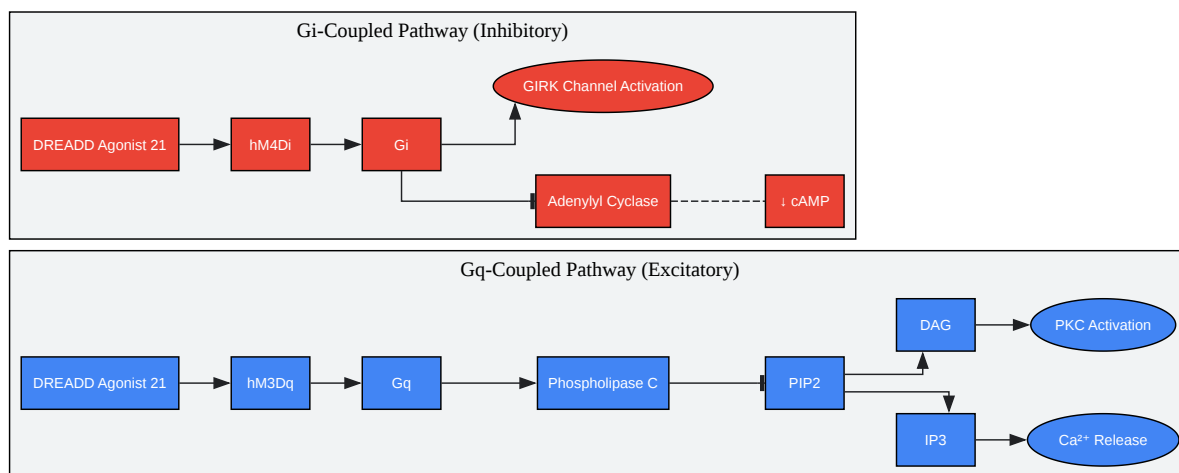 Gi-Coupled Pathway (Inhibitory)
GIRK Channel Activation
DREADD Agonist 21
hM4Di
Gi
Adenylyl Cyclase
↓ cAMP
Gq-Coupled Pathway (Excitatory)
DAG
PKC Activation
DREADD Agonist 21
hM3Dq
Gq
Phospholipase C
PIP2
IP3
Ca²⁺ Release